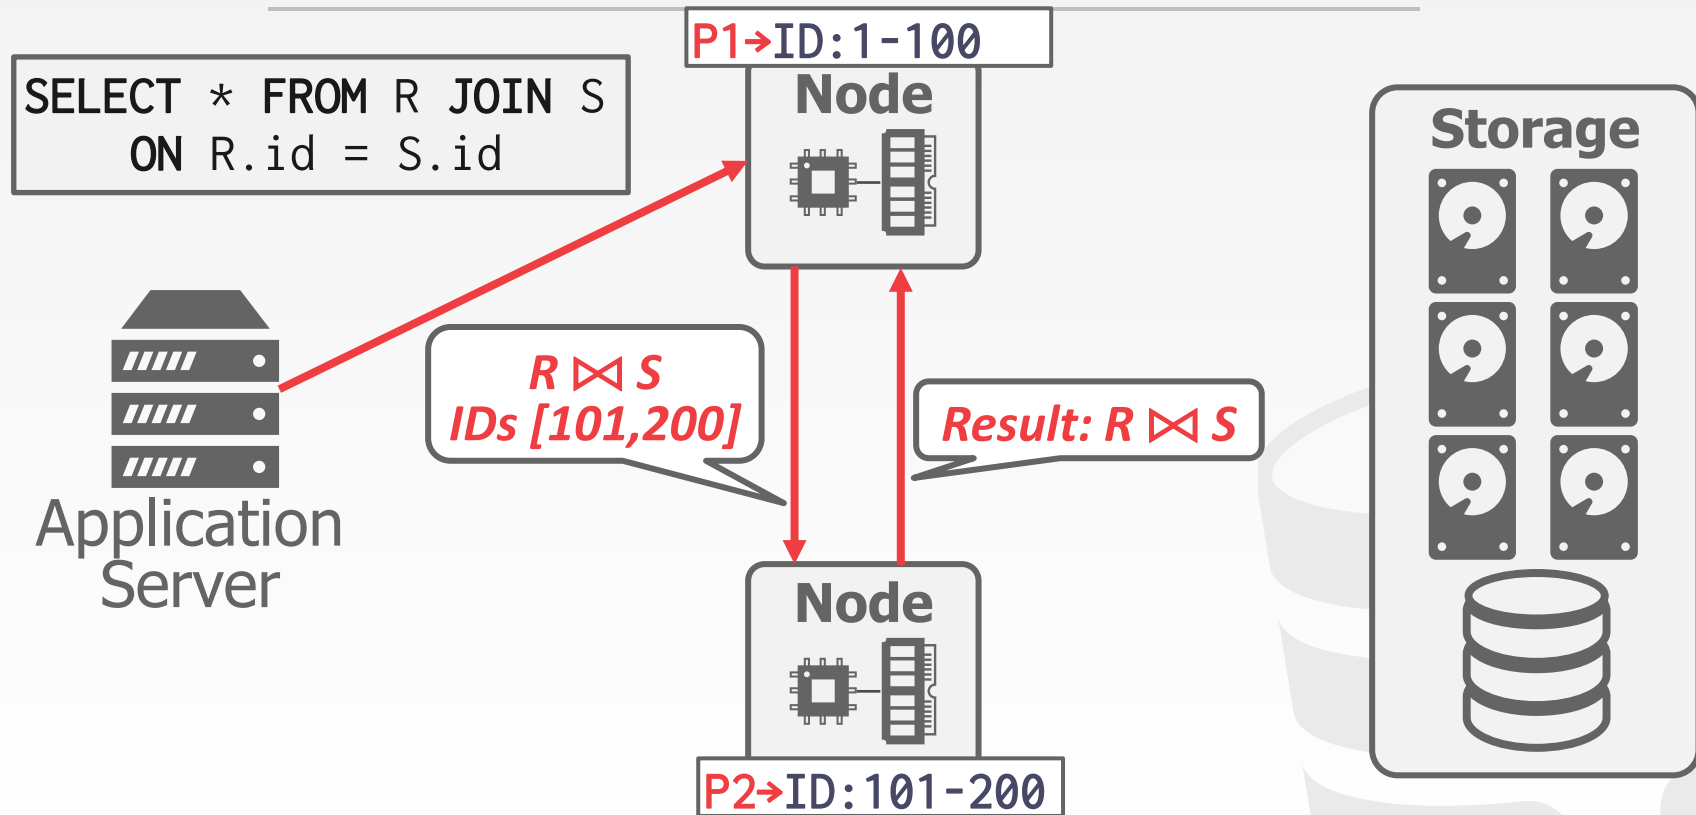 P1→ID:1-100
SELECT * FROM R JOIN S
ON R.id = S.id
Node
Storage
R ⋈ S
IDs [101,200]
Result: R ⋈ S
Application
Server
Node
P2→ID:101-200